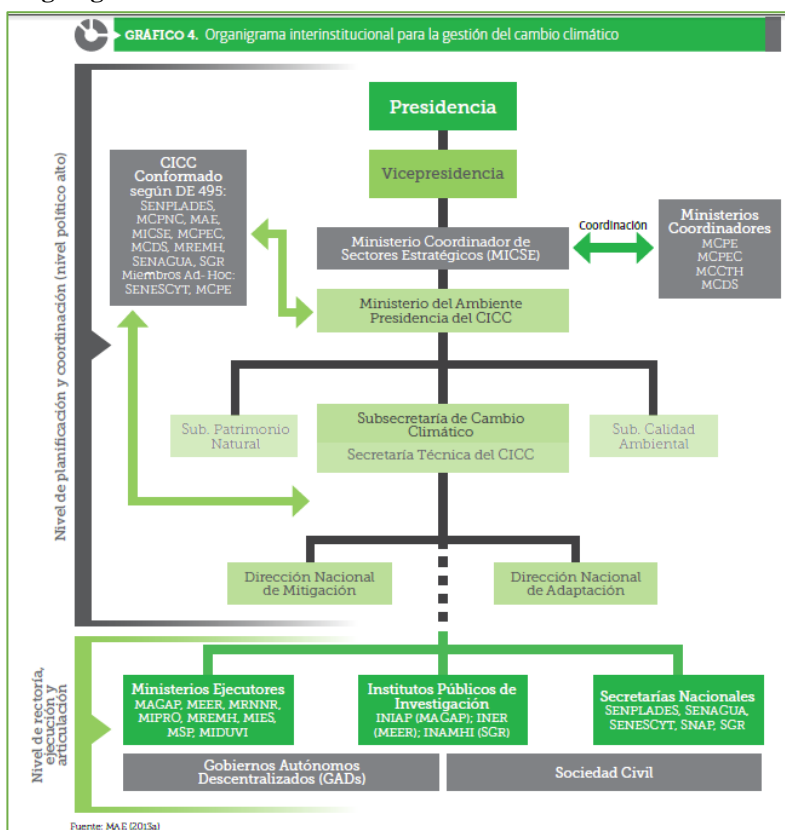 GRÁFICO 4. Organigrama interinstitucional para la gestión del cambio climático
Nivel de planificación y coordinación (nivel político alto)
Presidencia
Vicepresidencia
CICC
Conformado
según DE 495:
SENPLADES,
MCPNC, MAE,
MICSE, MCPEC,
MCDS, MREMH,
SENAGUA, SGR
Miembros Ad- Hoc:
SENESCYT, MCPE
Ministerio Coordinador de
Sectores Estratégicos (MICSE)
Coordinación
Ministerios
Coordinadores
MCPE
MCPEC
MCCTH
MCDS
Ministerio del Ambiente
Presidencia del CICC
Sub. Patrimonio
Natural
Subsecretaría de Cambio
Climático
Secretaría Técnica del CICC
Sub. Calidad
Ambiental
Dirección Nacional
de Mitigación
Dirección Nacional
de Adaptación
Nivel de rectoría,
ejecución y
articulación
Ministerios Ejecutores
MAGAP, MEER, MRNNR,
MIPRO, MREMH, MIES,
MSP, MIDUVI
Institutos Públicos de
Investigación
INIAP (MAGAP); INER
(MEER); INAMHI (SGR)
Secretarías Nacionales
SENPLADES, SENAGUA,
SENESCYT, SNAP, SGR
Gobiernos Autónomos
Descentralizados (GADs)
Sociedad Civil
Fuente: MAE (2013a)